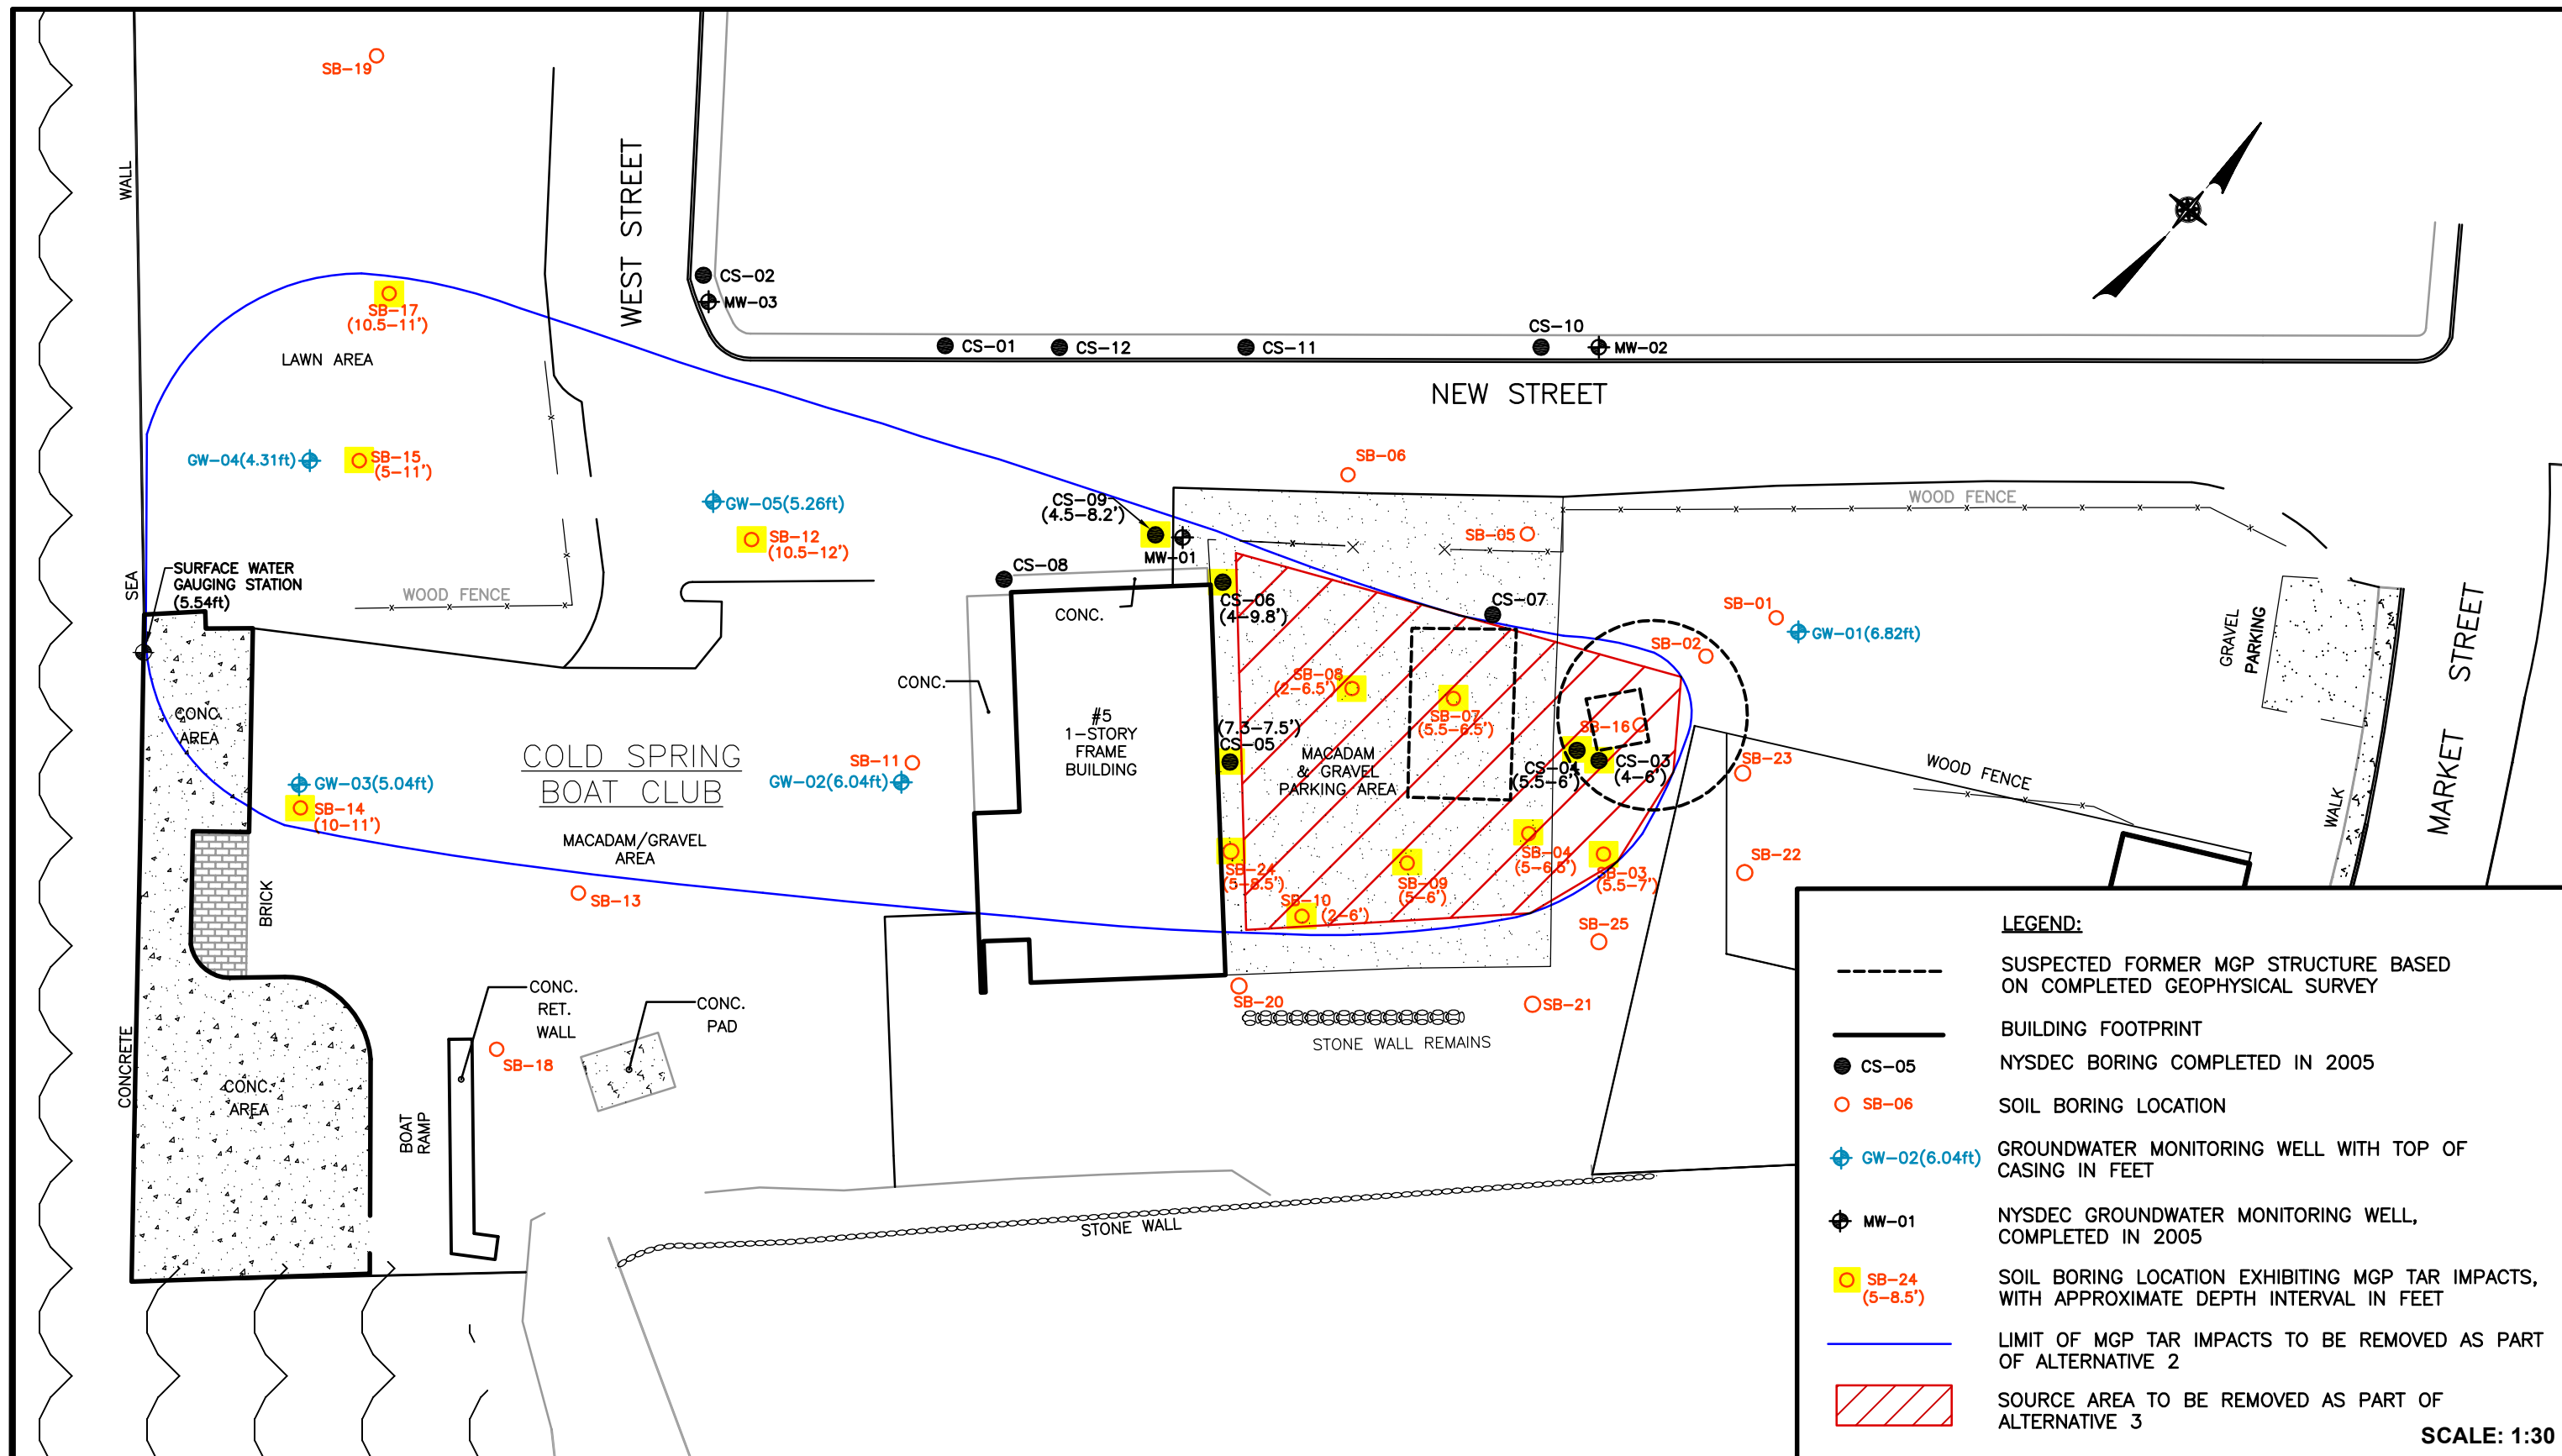 SB-19
WALL
WEST STREET
CS-02
MW-03
SB-17
(10.5-11')
LAWN AREA
CS-01
CS-12
CS-11
CS-10
MW-02
NEW STREET
GW-04(4.31ft)
SB-15
(5-11')
GW-05(5.26ft)
SB-12
(10.5-12')
CS-09
(4.5-8.2')
MW-01
SB-06
SB-05
WOOD FENCE
SEA
SURFACE WATER
GAUGING STATION
(5.54ft)
WOOD FENCE
CS-08
CONC.
CS-06
(4-9.8')
CS-07
SB-01
GW-01(6.82ft)
SB-02
GRAVEL
PARKING
MARKET STREET
CONC.
AREA
CONC.
#5
1-STORY
FRAME
BUILDING
SB-08
(2-6.5')
SB-07
(5.5-6.5')
SB-16
(7.3-7.5')
CS-05
MACADAM
& GRAVEL
PARKING AREA
CS-04
(5.5-6')
CS-03
(4-6')
SB-23
WOOD FENCE
WALK
COLD SPRING
BOAT CLUB
SB-11
GW-02(6.04ft)
GW-03(5.04ft)
SB-14
(10-11')
MACADAM/GRAVEL
AREA
SB-13
BRICK
SB-24
(5-8.5')
SB-10
(2-6')
SB-09
(5-6')
SB-04
(5-6.5')
SB-03
(5.5-7')
SB-22
SB-25
SB-20
SB-21
STONE WALL REMAINS
CONCRETE
CONC.
AREA
BOAT
RAMP
SB-18
CONC.
RET.
WALL
CONC.
PAD
STONE WALL
LEGEND:
SUSPECTED FORMER MGP STRUCTURE BASED
ON COMPLETED GEOPHYSICAL SURVEY
BUILDING FOOTPRINT
CS-05 NYSDEC BORING COMPLETED IN 2005
SB-06 SOIL BORING LOCATION
GW-02(6.04ft) GROUNDWATER MONITORING WELL WITH TOP OF
CASING IN FEET
MW-01 NYSDEC GROUNDWATER MONITORING WELL,
COMPLETED IN 2005
SB-24 SOIL BORING LOCATION EXHIBITING MGP TAR IMPACTS,
(5-8.5') WITH APPROXIMATE DEPTH INTERVAL IN FEET
LIMIT OF MGP TAR IMPACTS TO BE REMOVED AS PART
OF ALTERNATIVE 2
SOURCE AREA TO BE REMOVED AS PART OF
ALTERNATIVE 3
SCALE: 1:30